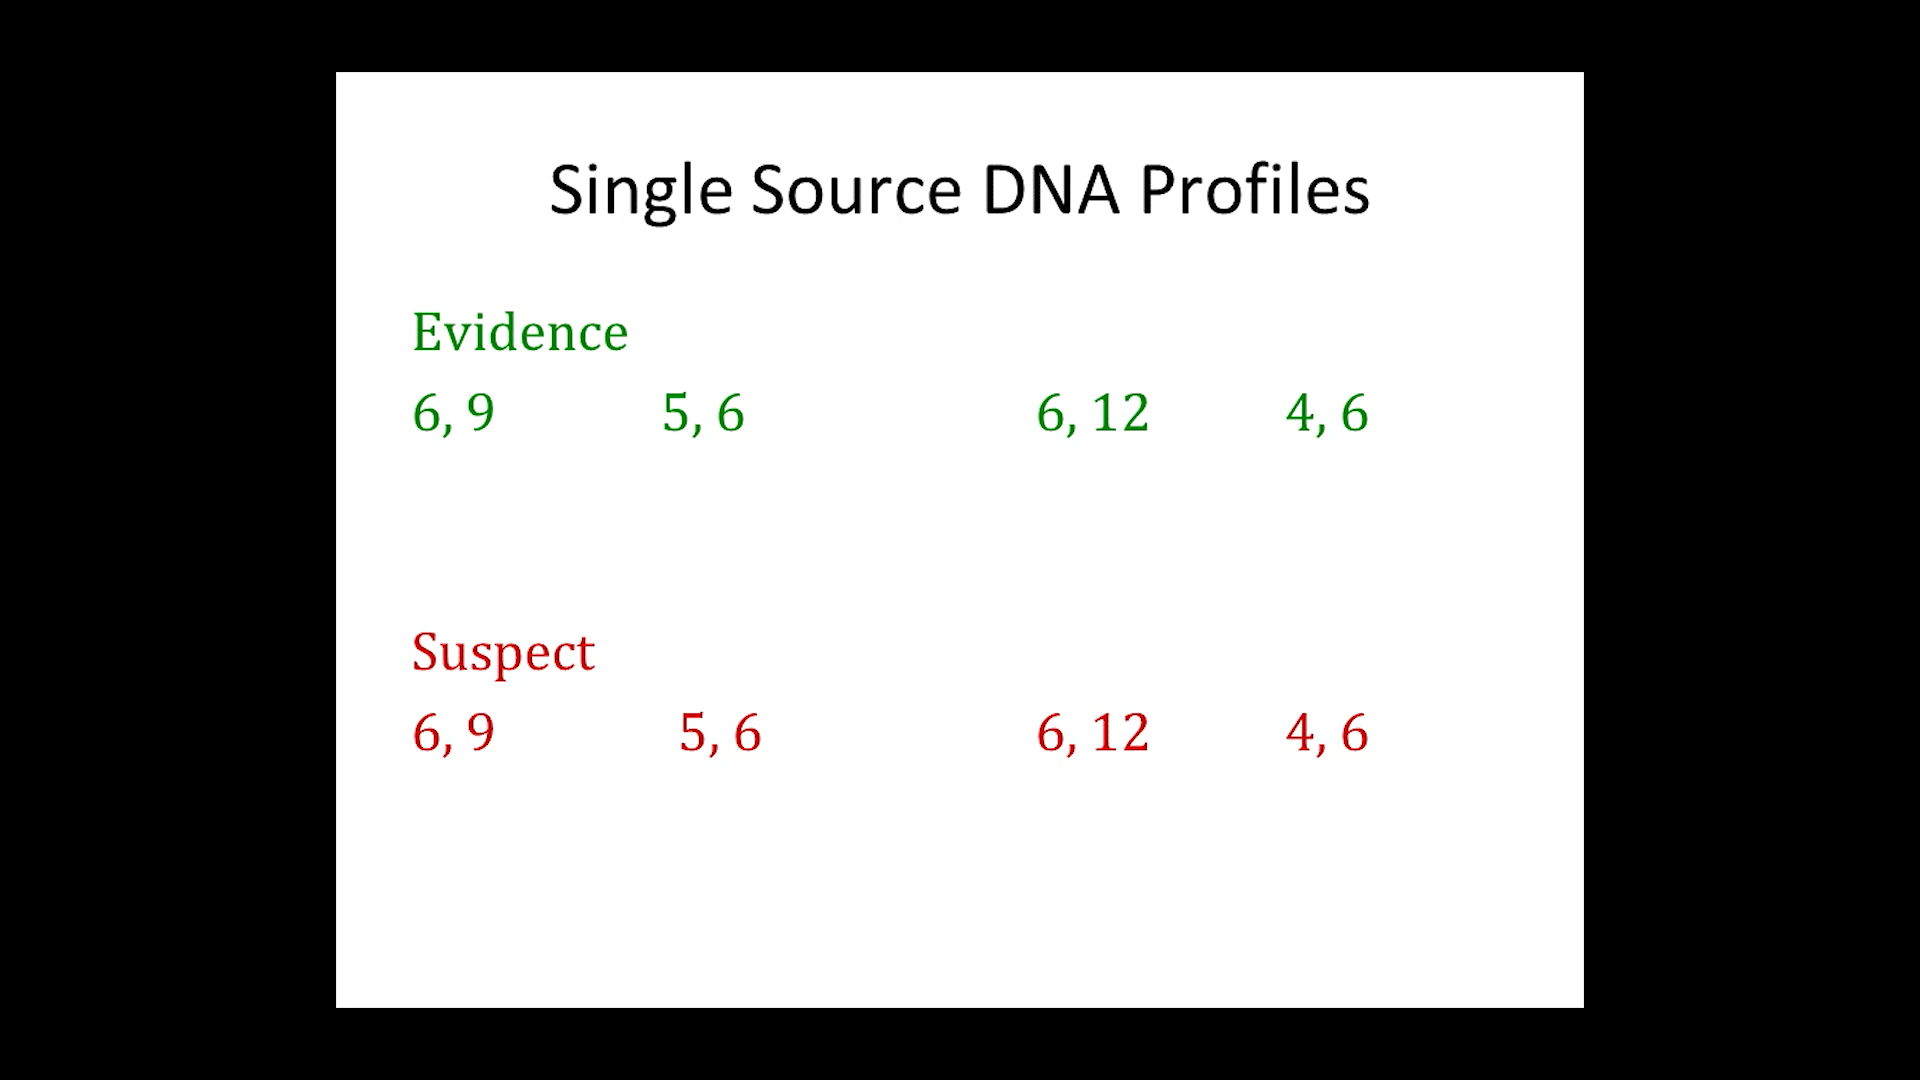 Single Source DNA Profiles
Evidence
6, 9 5, 6 6, 12 4, 6
Suspect
6, 9 5, 6 6, 12 4, 6